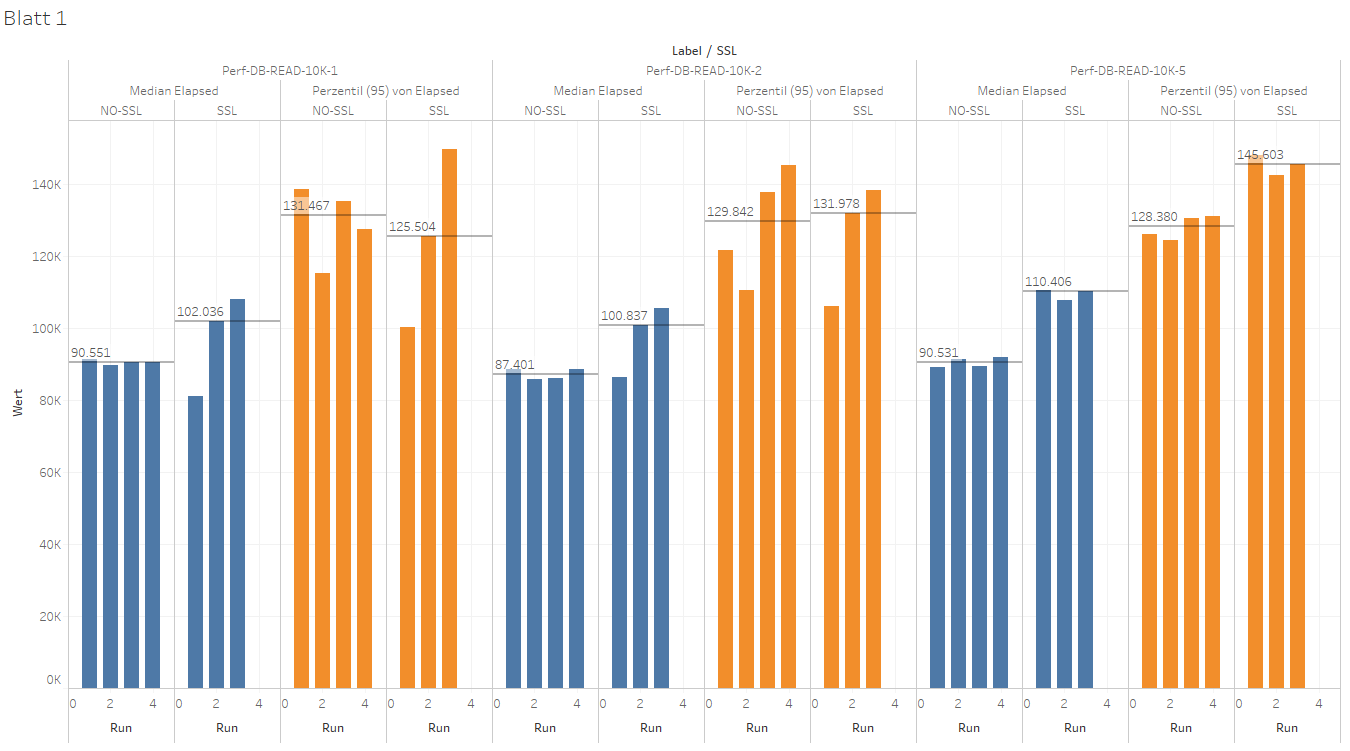 Blatt 1
Label / SSL
Perf-DB-READ-10K-1 Perf-DB-READ-10K-2 Perf-DB-READ-10K-5
Median Elapsed Perzentil (95) von Elapsed Median Elapsed Perzentil (95) von Elapsed Median Elapsed Perzentil (95) von Elapsed
NO-SSL SSL NO-SSL SSL NO-SSL SSL NO-SSL SSL NO-SSL SSL NO-SSL SSL
145.603
140K
131.467 129.842 131.978 128.380
125.504
120K
102.036 100.837 110.406
100K
90.551 87.401 90.531
80K
Wert
60K
40K
20K
0K
0 2 4 0 2 4 0 2 4 0 2 4 0 2 4 0 2 4 0 2 4 0 2 4 0 2 4 0 2 4 0 2 4 0 2 4
Run Run Run Run Run Run Run Run Run Run Run Run